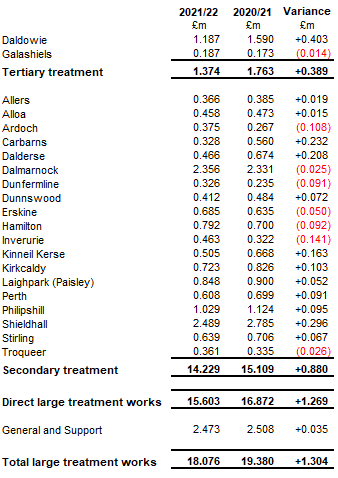 2021/22 2020/21 Variance
£m £m £m
Daldowie 1.187 1.590 +0.403
Galashiels 0.187 0.173 (0.014)
Tertiary treatment 1.374 1.763 +0.389
Allers 0.366 0.385 +0.019
Alloa 0.458 0.473 +0.015
Ardoch 0.375 0.267 (0.108)
Carbarns 0.328 0.560 +0.232
Dalderse 0.466 0.674 +0.208
Dalmarnock 2.356 2.331 (0.025)
Dunfermline 0.326 0.235 (0.091)
Dunnswood 0.412 0.484 +0.072
Erskine 0.685 0.635 (0.050)
Hamilton 0.792 0.700 (0.092)
Inverurie 0.463 0.322 (0.141)
Kinneil Kerse 0.505 0.668 +0.163
Kirkcaldy 0.723 0.826 +0.103
Laighpark (Paisley) 0.848 0.900 +0.052
Perth 0.608 0.699 +0.091
Philipshill 1.029 1.124 +0.095
Shieldhall 2.489 2.785 +0.296
Stirling 0.639 0.706 +0.067
Troqueer 0.361 0.335 (0.026)
Secondary treatment 14.229 15.109 +0.880
Direct large treatment works 15.603 16.872 +1.269
General and Support 2.473 2.508 +0.035
Total large treatment works 18.076 19.380 +1.304